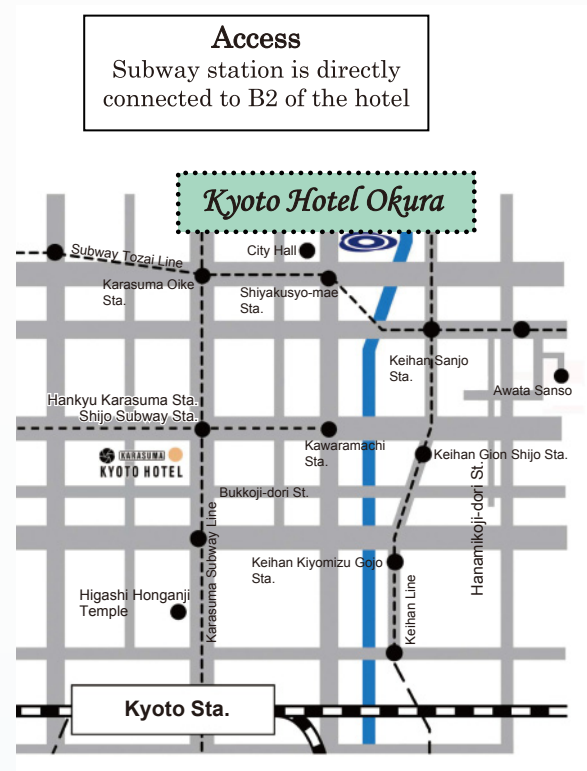 Access
Subway station is directly
connected to B2 of the hotel
Kyoto Hotel Okura
Subway Tozai Line
City Hall
Karasuma Oike
Sta.
Shiyakusyo-mae
Sta.
Keihan Sanjo
Sta.
Awata Sanso
Hankyu Karasuma Sta.
Shijo Subway Sta.
Kawaramachi
Sta.
Keihan Gion Shijo Sta.
KARASUMA
KYOTO HOTEL
Bukkoji-dori St.
Hanamikoji-dori St.
Karasuma Subway Line
Keihan Kiyomizu Gojo
Sta.
Higashi Honganji
Temple
Keihan Line
Kyoto Sta.